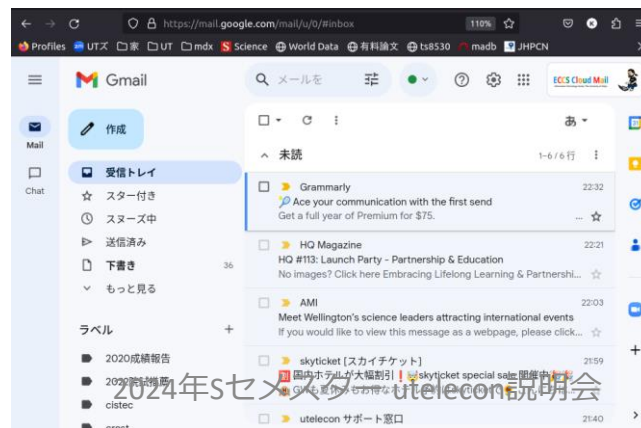 https://mail.google.com/mail/u/0/#inbox
110%
Profiles UTズ 家 UT mdx S Science World Data 有料論文 ts8530 madb JHPCN
Gmail
メールを
ECCS Cloud Mail
Mail
Chat
作成
受信トレイ
スター付き
スヌーズ中
送信済み
下書き 36
もっと見る
ラベル
2020成績報告
cistec
あ
未読
1-6/6 行
Grammarly 22:32
Ace your communication with the first send
Get a full year of Premium for $75. ...
HQ Magazine 22:21
HQ #113: Launch Party - Partnership & Education
No images? Click here Embracing Lifelong Learning & Partnershi...
AMI 22:03
Meet Wellington's science leaders attracting international events
If you would like to view this message as a webpage, please click...
skyticket [スカイチケット] 21:59
国内ホテルが大幅割引！skyticket special sale 開催中
utelecon サポート窓口 21:40
2024年Sセメスター utelecon説明会